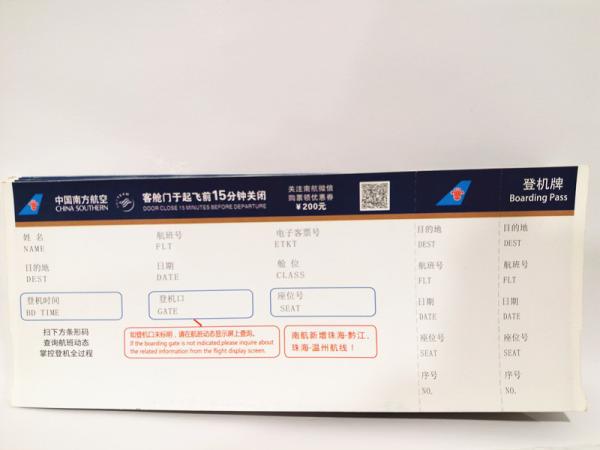 中国南方航空
CHINA SOUTHERN
SKYTEAM
客舱门于起飞前15分钟关闭
DOOR CLOSE 15 MINUTES BEFORE DEPARTURE
关注南航微信
购票领优惠券
￥200元
登机牌
Boarding Pass
姓名
NAME
航班号
FLT
电子客票号
ETKT
目的地
DEST
日期
DATE
舱位
CLASS
登机时间
BD TIME
登机口
GATE
座位号
SEAT
扫下方条形码
查询航班动态
掌控登机全过程
如登机口未标明，请在航班动态显示屏上查询。
If the boarding gate is not indicated,please inquire about
the related information from the flight display screen.
南航新增珠海-黔江、
珠海-温州航线！
目的地
DEST
航班号
FLT
日期
DATE
座位号
SEAT
序号
NO.
目的地
DEST
航班号
FLT
日期
DATE
座位号
SEAT
序号
NO.